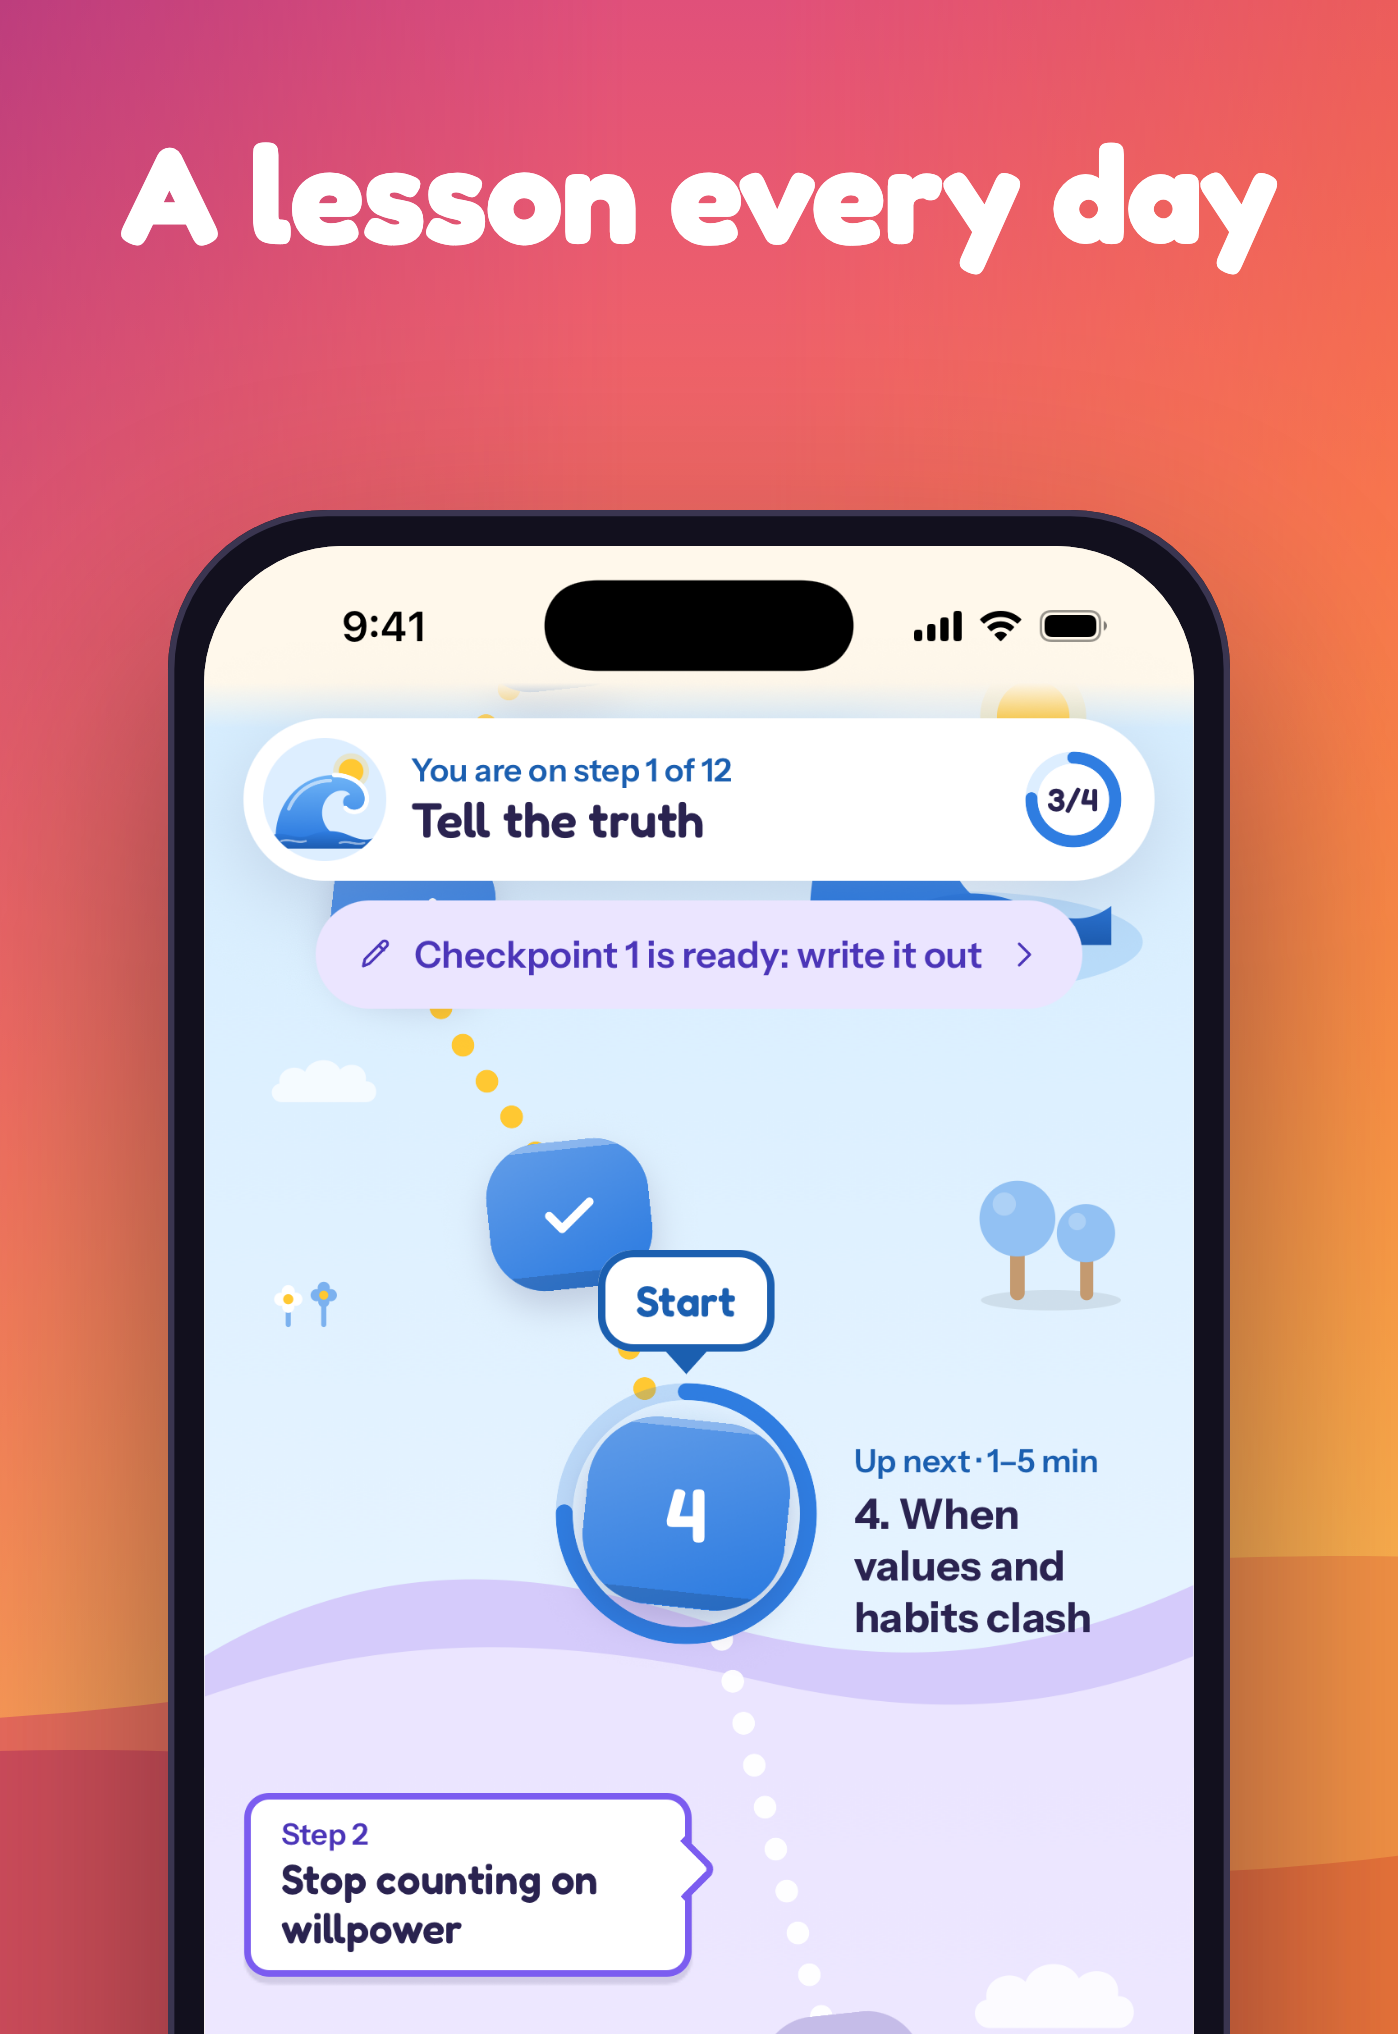 A lesson every day
9:41
You are on step 1 of 12
Tell the truth
3/4
Checkpoint 1 is ready: write it out
Start
4
Up next · 1–5 min
4. When
values and
habits clash
Step 2
Stop counting on
willpower